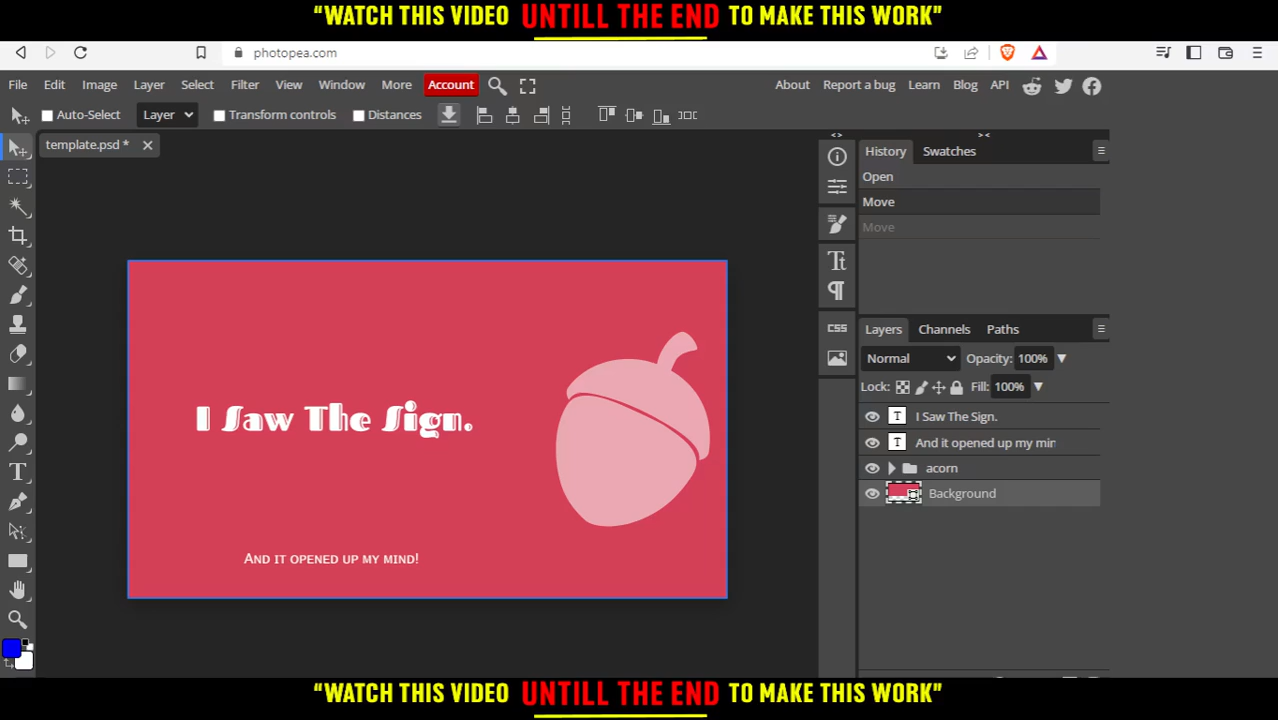 “WATCH THIS VIDEO UNTILL THE END TO MAKE THIS WORK”
photopea.com
File Edit Image Layer Select Filter View Window More Account About Report a bug Learn Blog API
Auto-Select Layer Transform controls Distances
template.psd *
History Swatches
Open
Move
Move
CSS
Layers Channels Paths
Normal Opacity: 100%
Lock: Fill: 100%
T I Saw The Sign.
T And it opened up my min
acorn
Background
I Saw The Sign.
And it opened up my mind!
“WATCH THIS VIDEO UNTILL THE END TO MAKE THIS WORK”